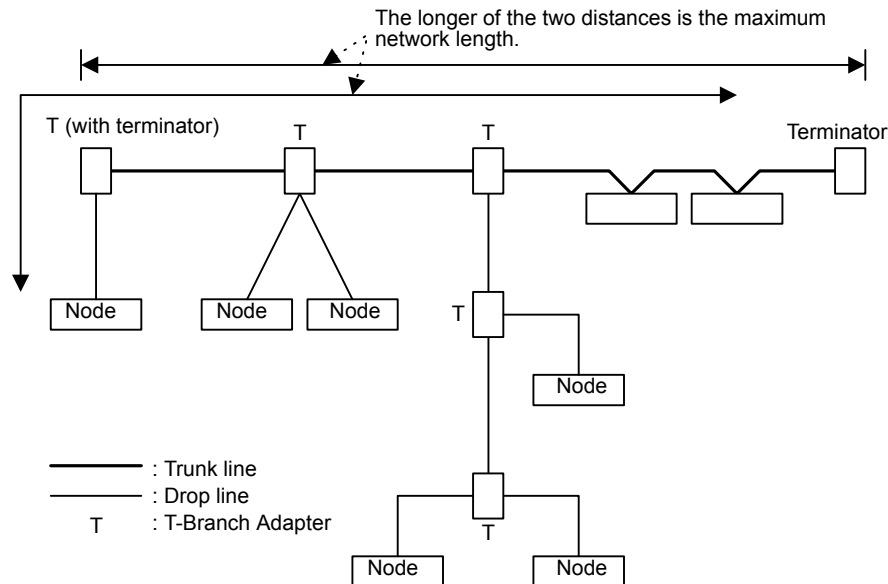 The longer of the two distances is the maximum
network length.
T (with terminator)
T
T
Terminator
Node
Node
Node
T
Node
: Trunk line
: Drop line
T : T-Branch Adapter
T
Node
Node